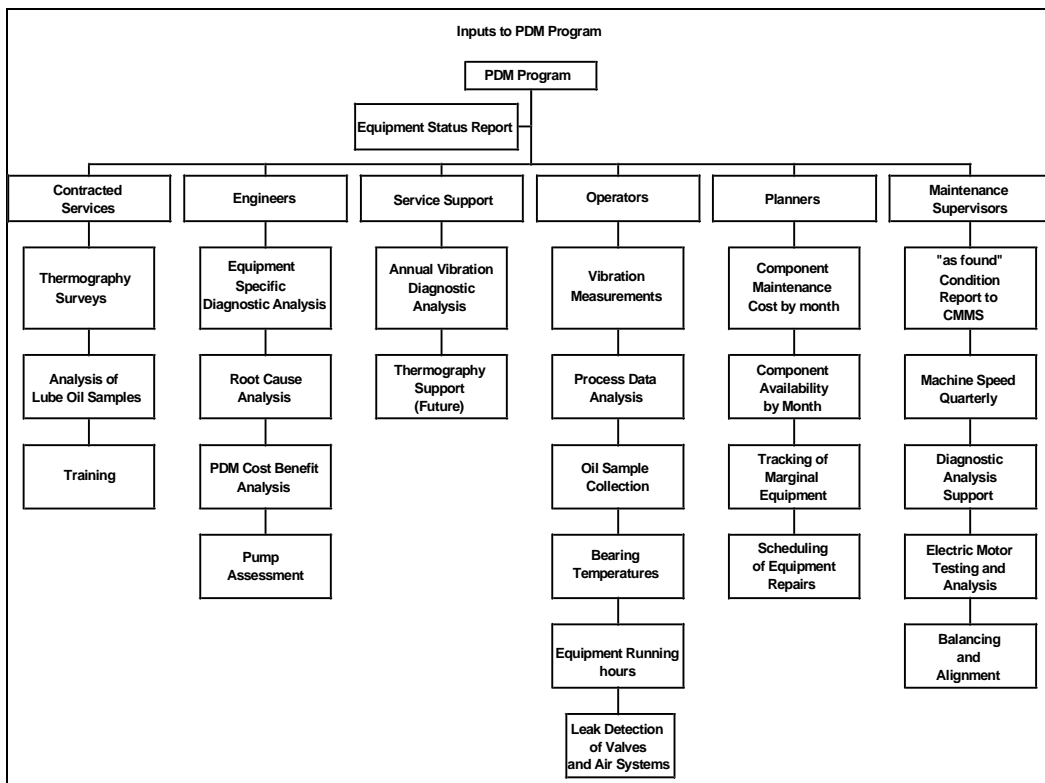 Inputs to PDM Program
PDM Program
Equipment Status Report
Contracted
Services
Engineers
Service Support
Operators
Planners
Maintenance
Supervisors
Thermography
Surveys
Analysis of
Lube Oil Samples
Training
Equipment
Specific
Diagnostic Analysis
Root Cause
Analysis
PDM Cost Benefit
Analysis
Pump
Assessment
Annual Vibration
Diagnostic
Analysis
Thermography
Support
(Future)
Vibration
Measurements
Process Data
Analysis
Oil Sample
Collection
Bearing
Temperatures
Equipment Running
hours
Leak Detection
of Valves
and Air Systems
Component
Maintenance
Cost by month
Component
Availability
by Month
Tracking of
Marginal
Equipment
Scheduling
of Equipment
Repairs
"as found"
Condition
Report to
CMMS
Machine Speed
Quarterly
Diagnostic
Analysis
Support
Electric Motor
Testing and
Analysis
Balancing
and
Alignment